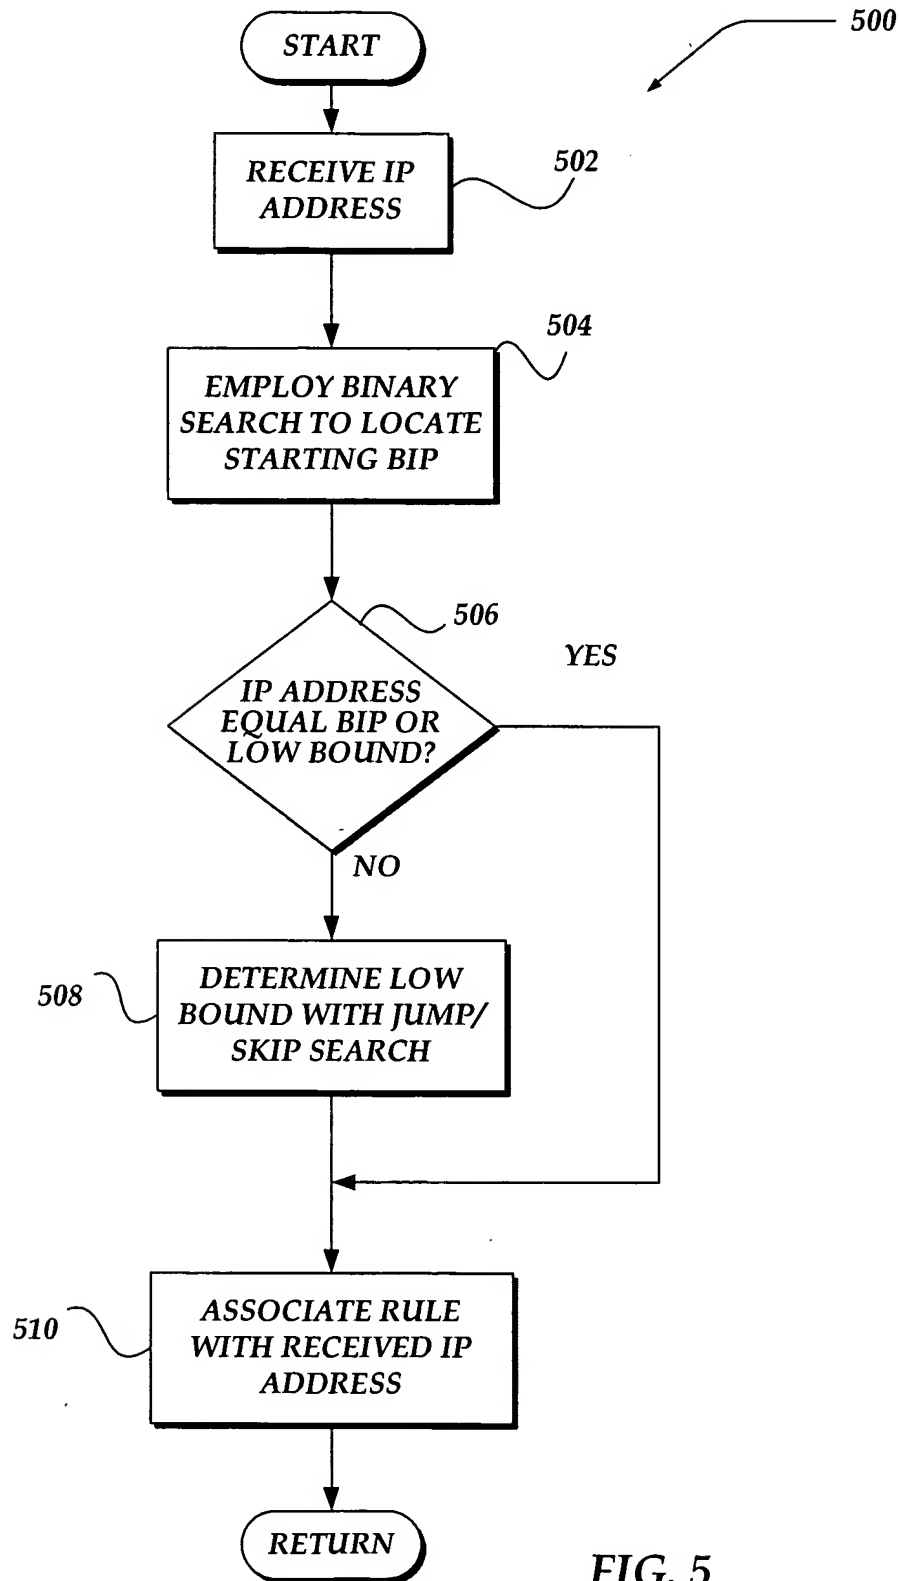 500
START
502
RECEIVE IP
ADDRESS
504
EMPLOY BINARY
SEARCH TO LOCATE
STARTING BIP
506
YES
IP ADDRESS
EQUAL BIP OR
LOW BOUND?
NO
508
DETERMINE LOW
BOUND WITH JUMP/
SKIP SEARCH
510
ASSOCIATE RULE
WITH RECEIVED IP
ADDRESS
RETURN
FIG. 5